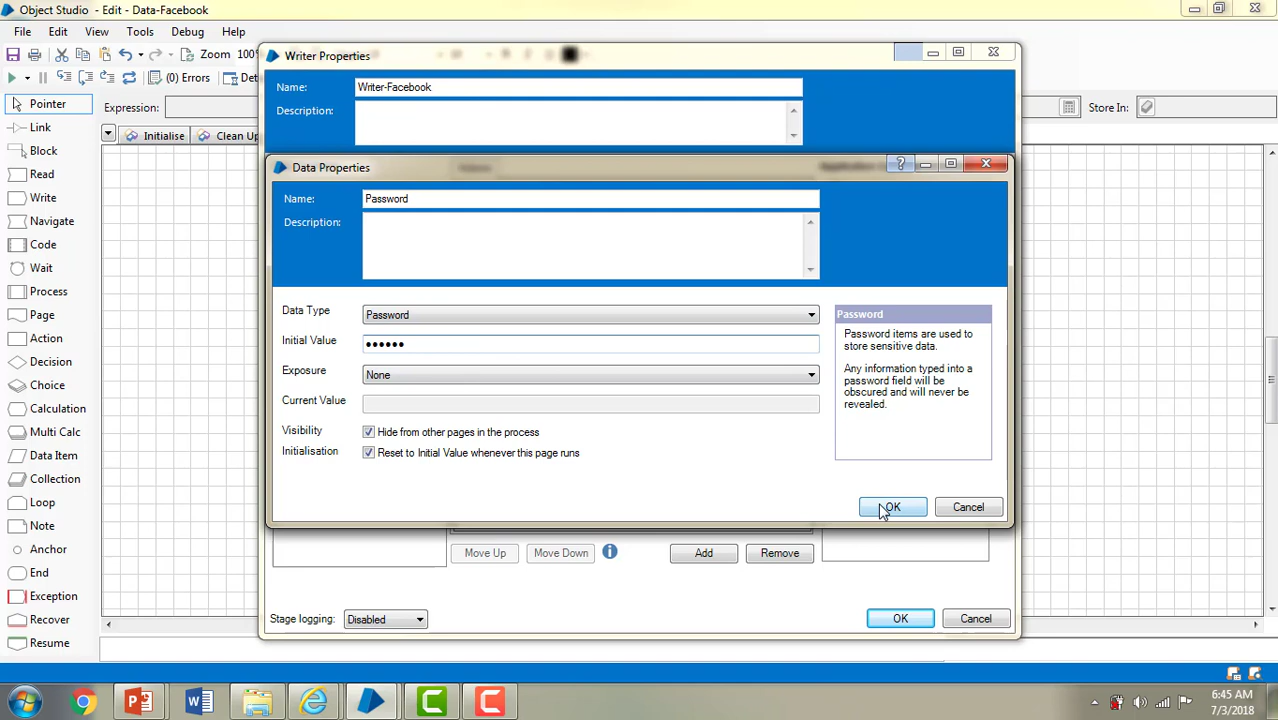 Object Studio - Edit - Data-Facebook
File Edit View Tools Debug Help
Zoom 100%
(0) Errors
Expression:
Store In:
Initialise
Clean Up
Pointer
Link
Block
Read
Write
Navigate
Code
Wait
Process
Page
Action
Decision
Choice
Calculation
Multi Calc
Data Item
Collection
Loop
Note
Anchor
End
Exception
Recover
Resume
Writer Properties
Name: Writer-Facebook
Description:
Data Properties
?
Name: Password
Description:
Data Type Password
Initial Value ••••••
Exposure None
Current Value
Visibility Hide from other pages in the process
Initialisation Reset to Initial Value whenever this page runs
Password
Password items are used to
store sensitive data.
Any information typed into a
password field will be
obscured and will never be
revealed.
OK Cancel
Move Up Move Down Add Remove
Stage logging: Disabled
OK Cancel
6:45 AM
7/3/2018